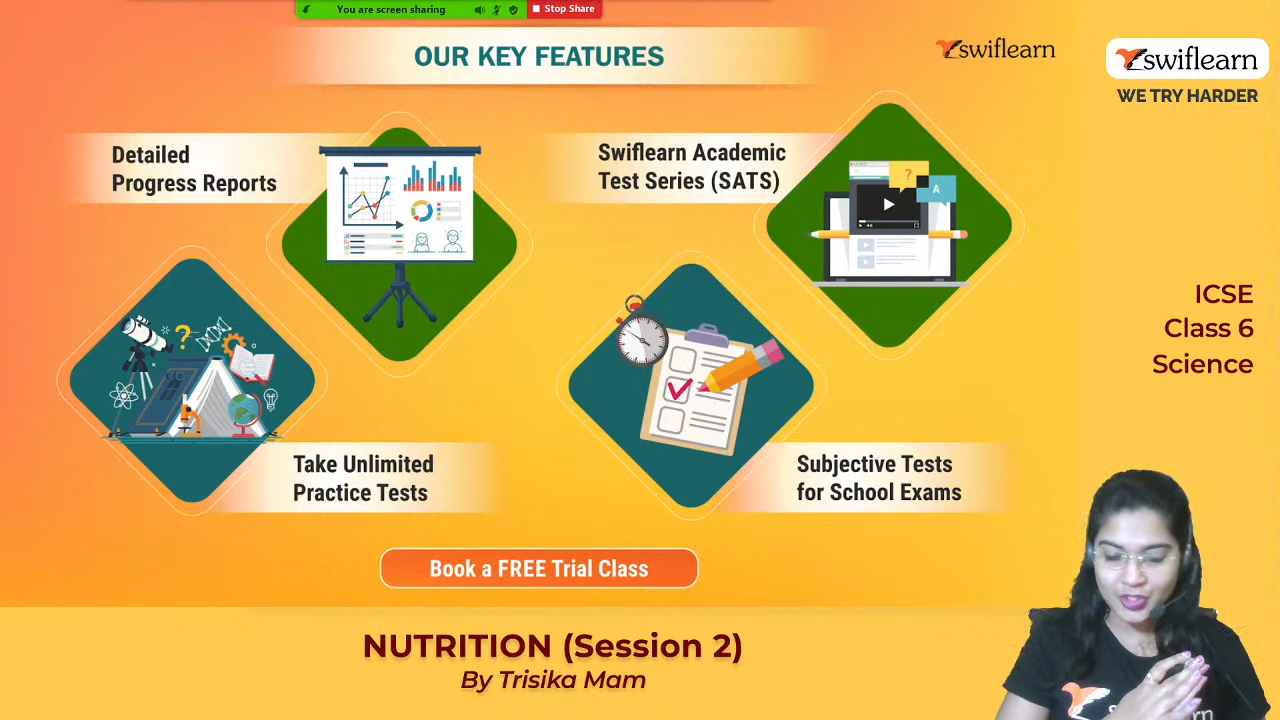 You are screen sharing
Stop Share
OUR KEY FEATURES
swiflearn
swiflearn
WE TRY HARDER
Detailed
Progress Reports
Swiflearn Academic
Test Series (SATS)
?
A
?
ICSE
Class 6
Science
Take Unlimited
Practice Tests
Subjective Tests
for School Exams
Book a FREE Trial Class
NUTRITION (Session 2)
By Trisika Mam
swiflearn